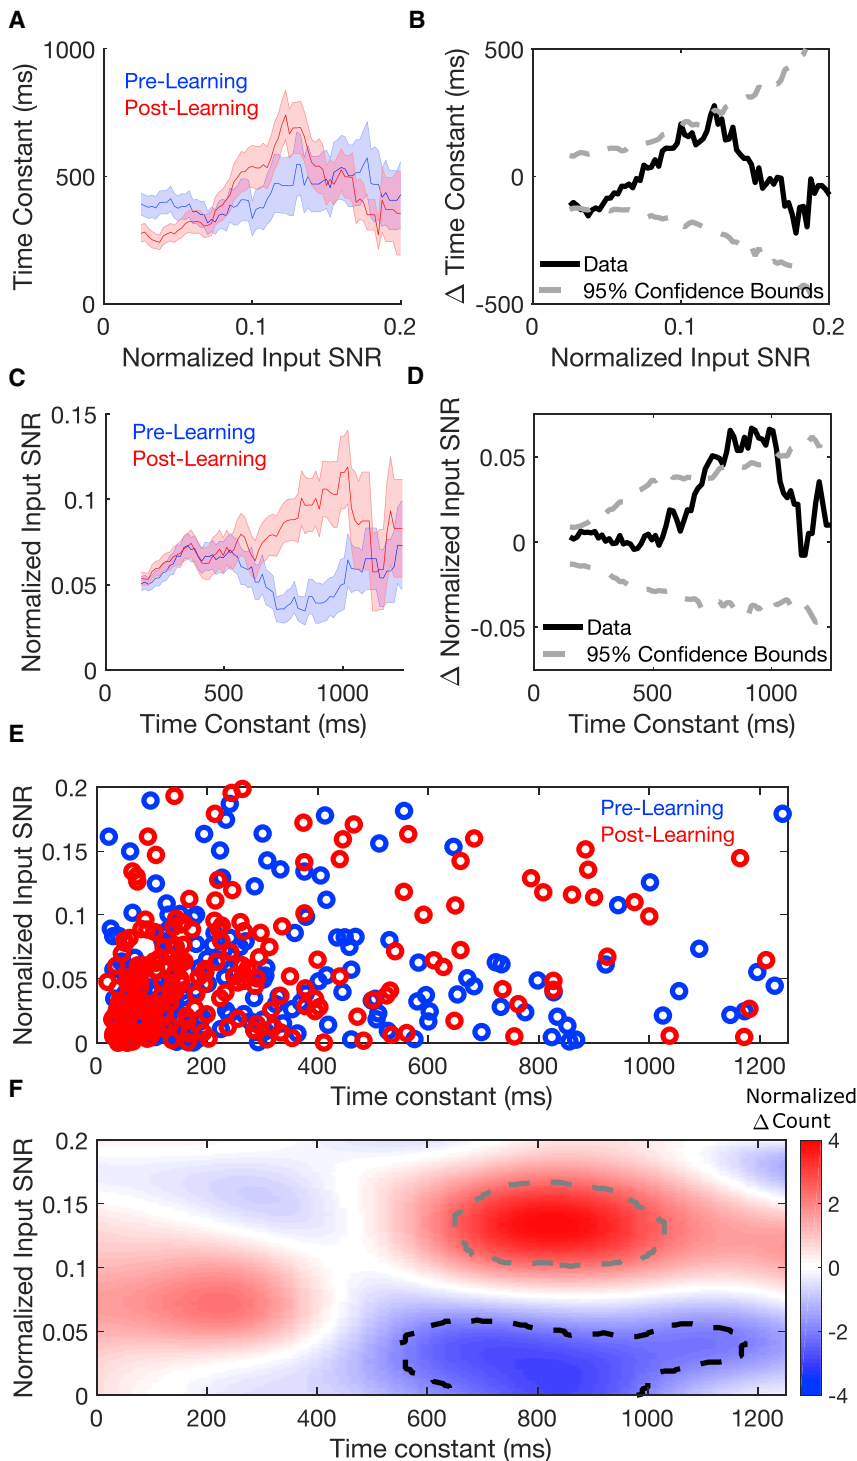 A
Time Constant (ms)
1000
500
0
Pre-Learning
Post-Learning
0.1
0.2
Normalized Input SNR
B
Δ Time Constant (ms)
500
0
-500
Data
95% Confidence Bounds
0
0.1
0.2
Normalized Input SNR
C
Normalized Input SNR
0.15
0.1
0.05
0
Pre-Learning
Post-Learning
0
500
1000
Time Constant (ms)
D
Δ Normalized Input SNR
0.05
0
-0.05
Data
95% Confidence Bounds
0
500
1000
Time Constant (ms)
E
Normalized Input SNR
0.2
0.15
0.1
0.05
0
Pre-Learning
Post-Learning
0
200
400
600
800
1000
1200
Time constant (ms)
F
Normalized
Δ Count
Normalized Input SNR
0.2
0.15
0.1
0.05
0
0
200
400
600
800
1000
1200
Time constant (ms)
4
2
0
-2
-4